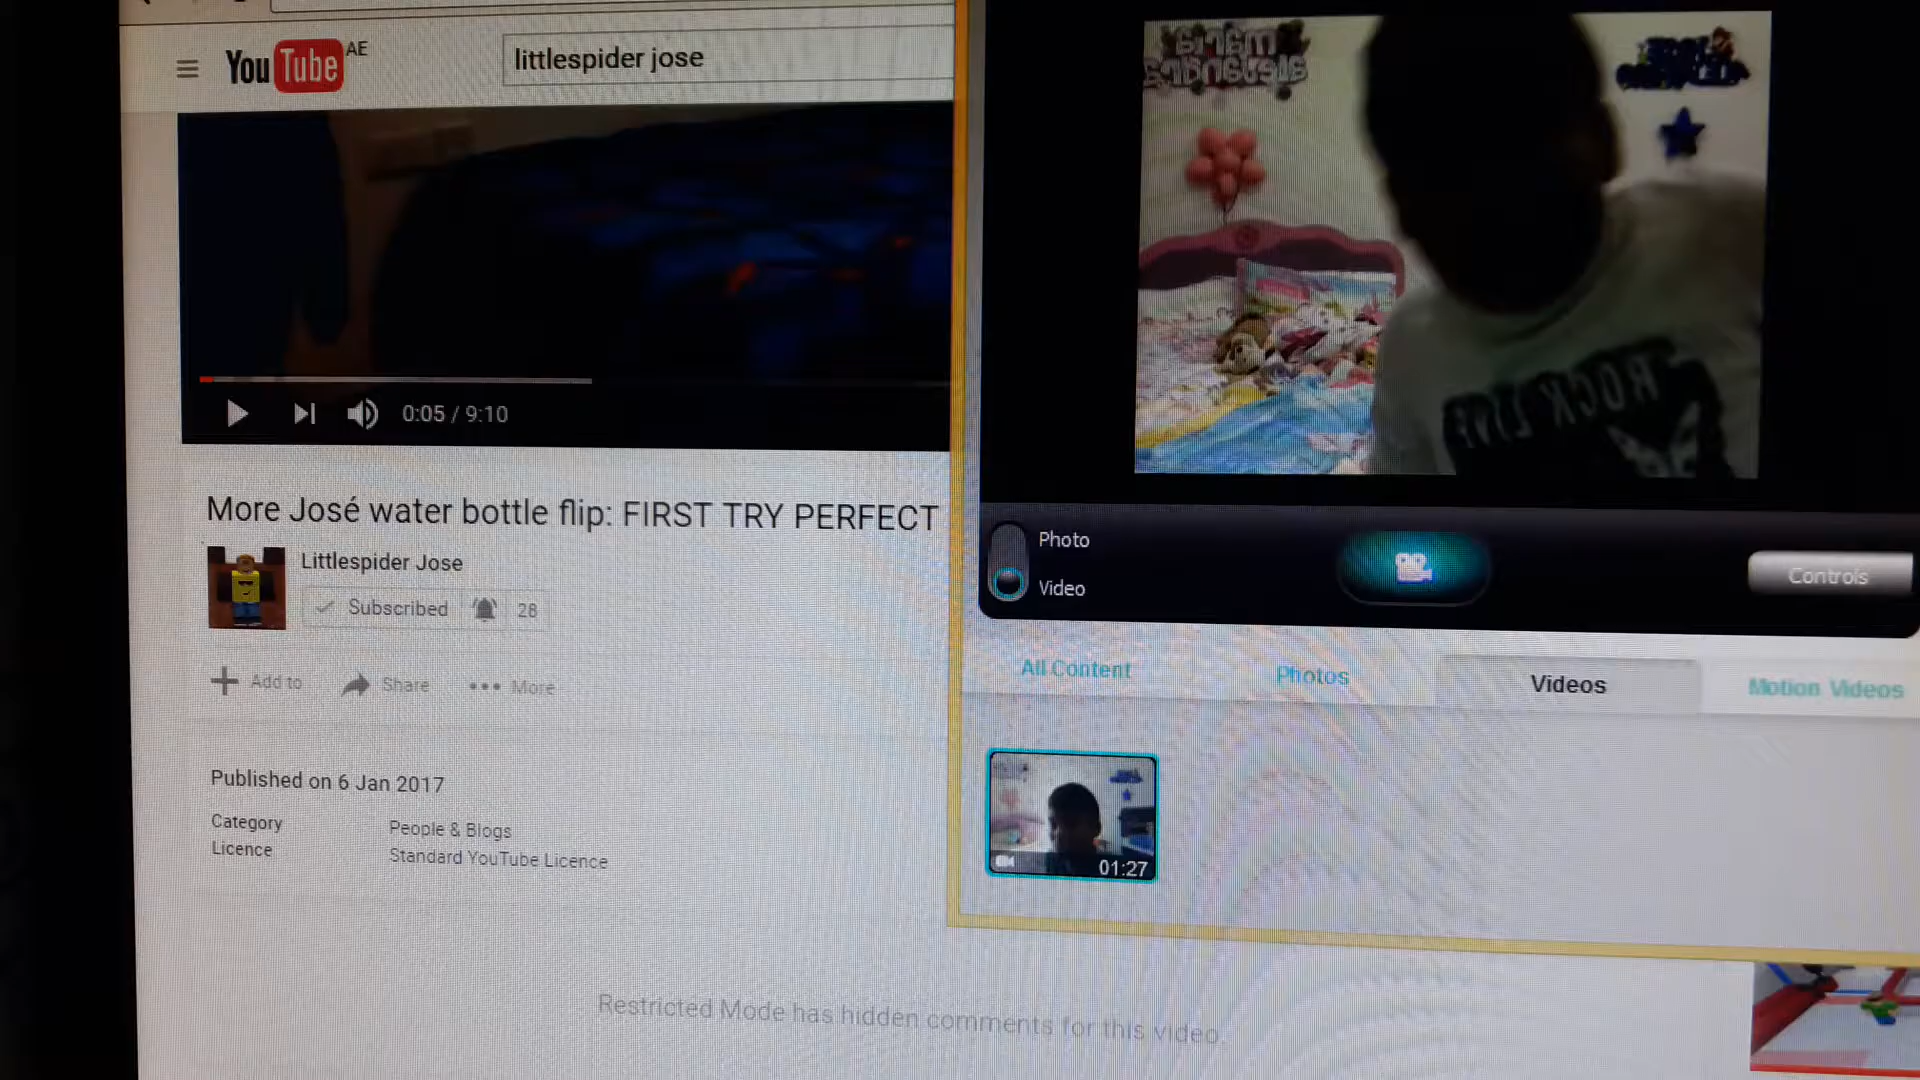 YouTube AE
littlespider jose
0:05 / 9:10
More José water bottle flip: FIRST TRY PERFECT
Littlespider Jose
Subscribed 28
Add to Share More
Published on 6 Jan 2017
Category People & Blogs
Licence Standard YouTube Licence
Restricted Mode has hidden comments for this video.
ROCK LIVE
Photo
Video
Controls
All Content Photos Videos Motion Videos
01:27